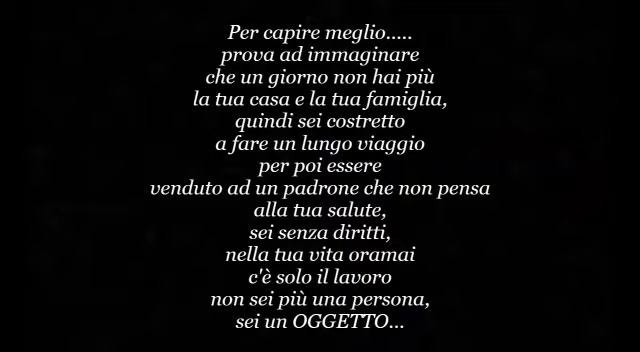 Per capire meglio.....
prova ad immaginare
che un giorno non hai più
la tua casa e la tua famiglia,
quindi sei costretto
a fare un lungo viaggio
per poi essere
venduto ad un padrone che non pensa
alla tua salute,
sei senza diritti,
nella tua vita oramai
c'è solo il lavoro
non sei più una persona,
sei un OGGETTO...